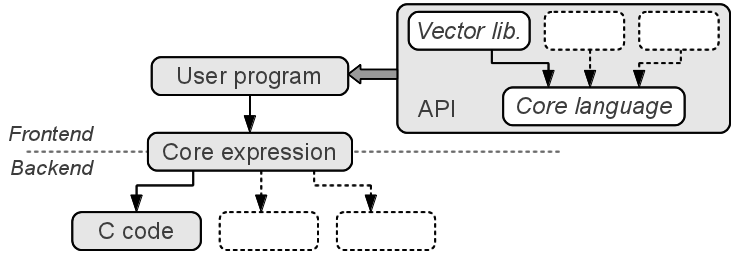 Vector lib.
User program
API
Core language
Frontend
Core expression
Backend
C code